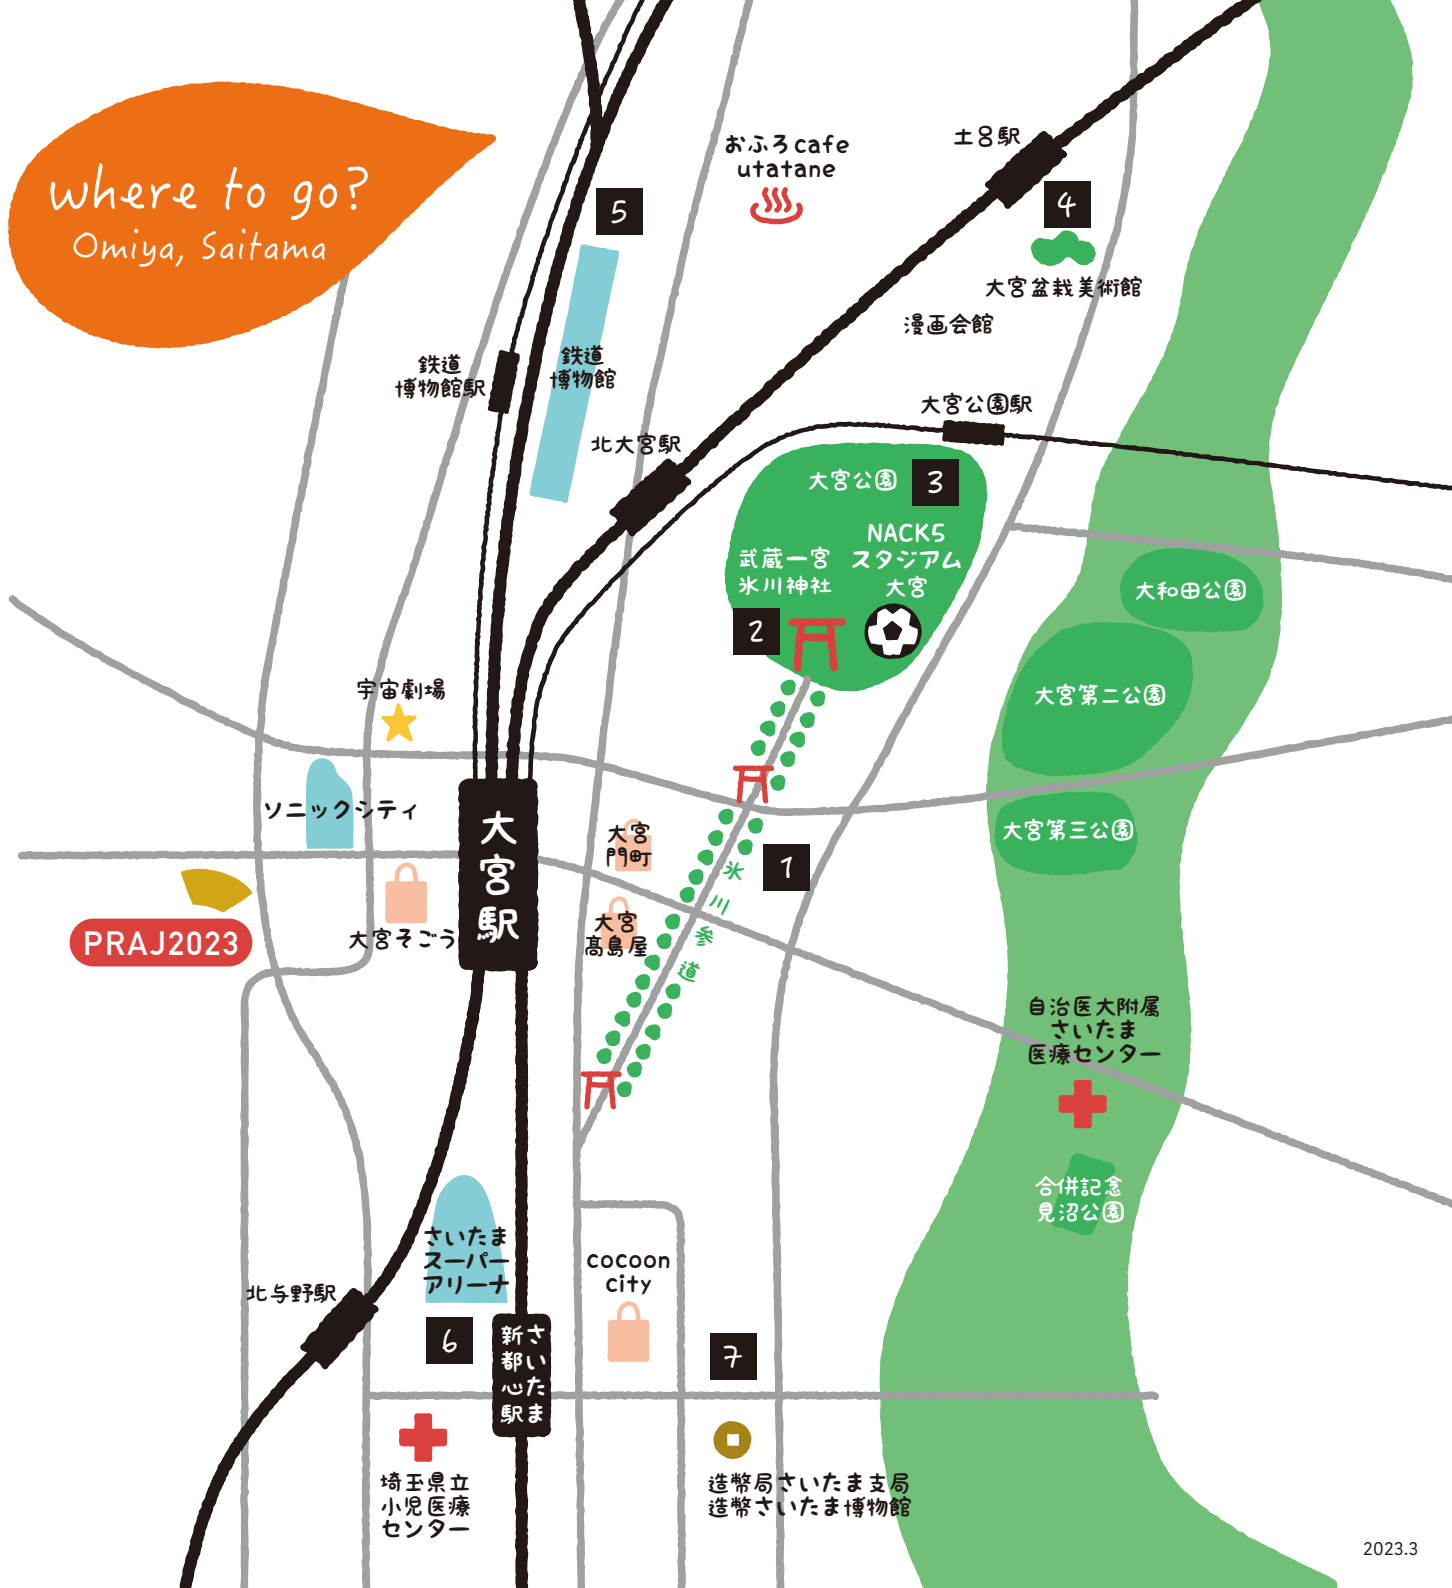 where to go?
Omiya, Saitama
おふろcafe
utatane
土呂駅
4
大宮盆栽美術館
漫画会館
5
鉄道
博物館駅
鉄道
博物館
北大宮駅
大宮公園駅
大宮公園
3
NACK5
スタジアム
大宮
武蔵一宮
氷川神社
2
大和田公園
大宮第二公園
大宮第三公園
宇宙劇場
ソニックシティ
大宮駅
大宮
門町
1
氷川参道
大宮
髙島屋
大宮そごう
PRAJ2023
自治医大附属
さいたま
医療センター
合併記念
見沼公園
さいたま
スーパー
アリーナ
cocoon
city
北与野駅
6
さいたま
新都心駅
7
埼玉県立
小児医療
センター
造幣局さいたま支局
造幣さいたま博物館
2023.3